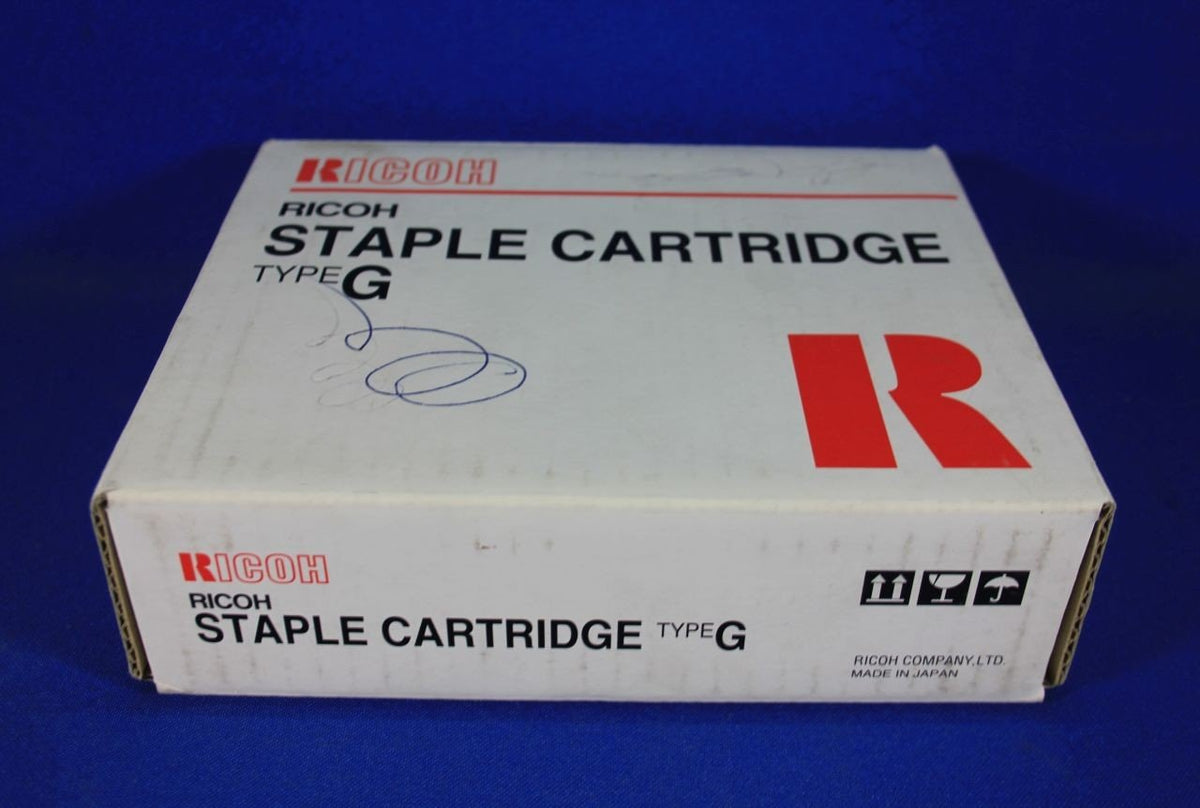 RICOH
RICOH
STAPLE CARTRIDGE
TYPE G
RICOH
RICOH
STAPLE CARTRIDGE TYPE G
RICOH COMPANY,LTD.
MADE IN JAPAN